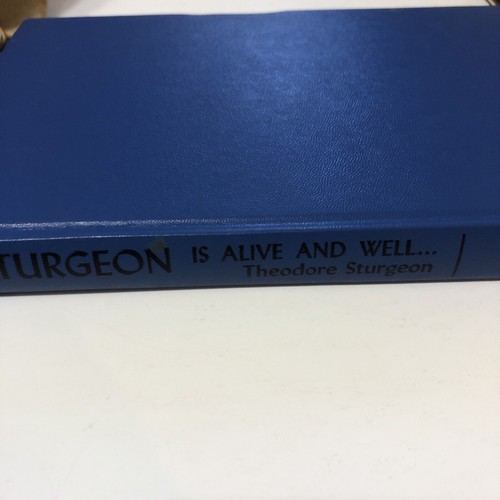 TURGEON IS ALIVE AND WELL...
Theodore Sturgeon